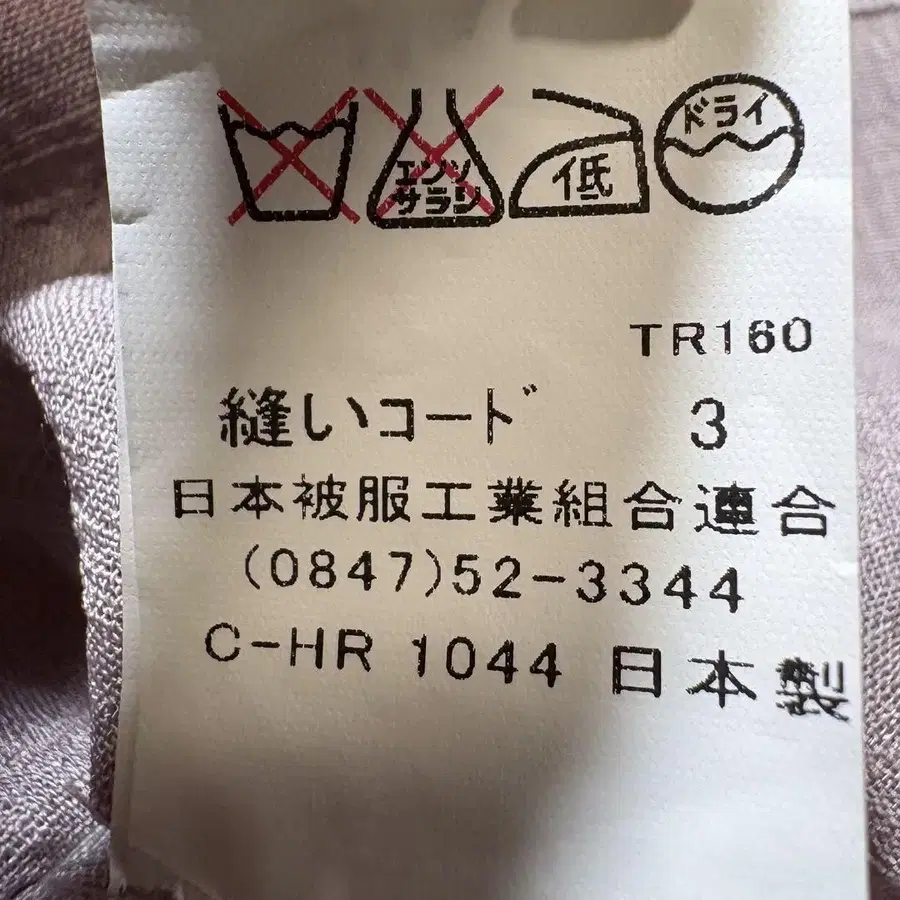 エンソサラシ 低 ドライ
TR160
縫いコード 3
日本被服工業組合連合
(0847)52-3344
C-HR 1044 日本製